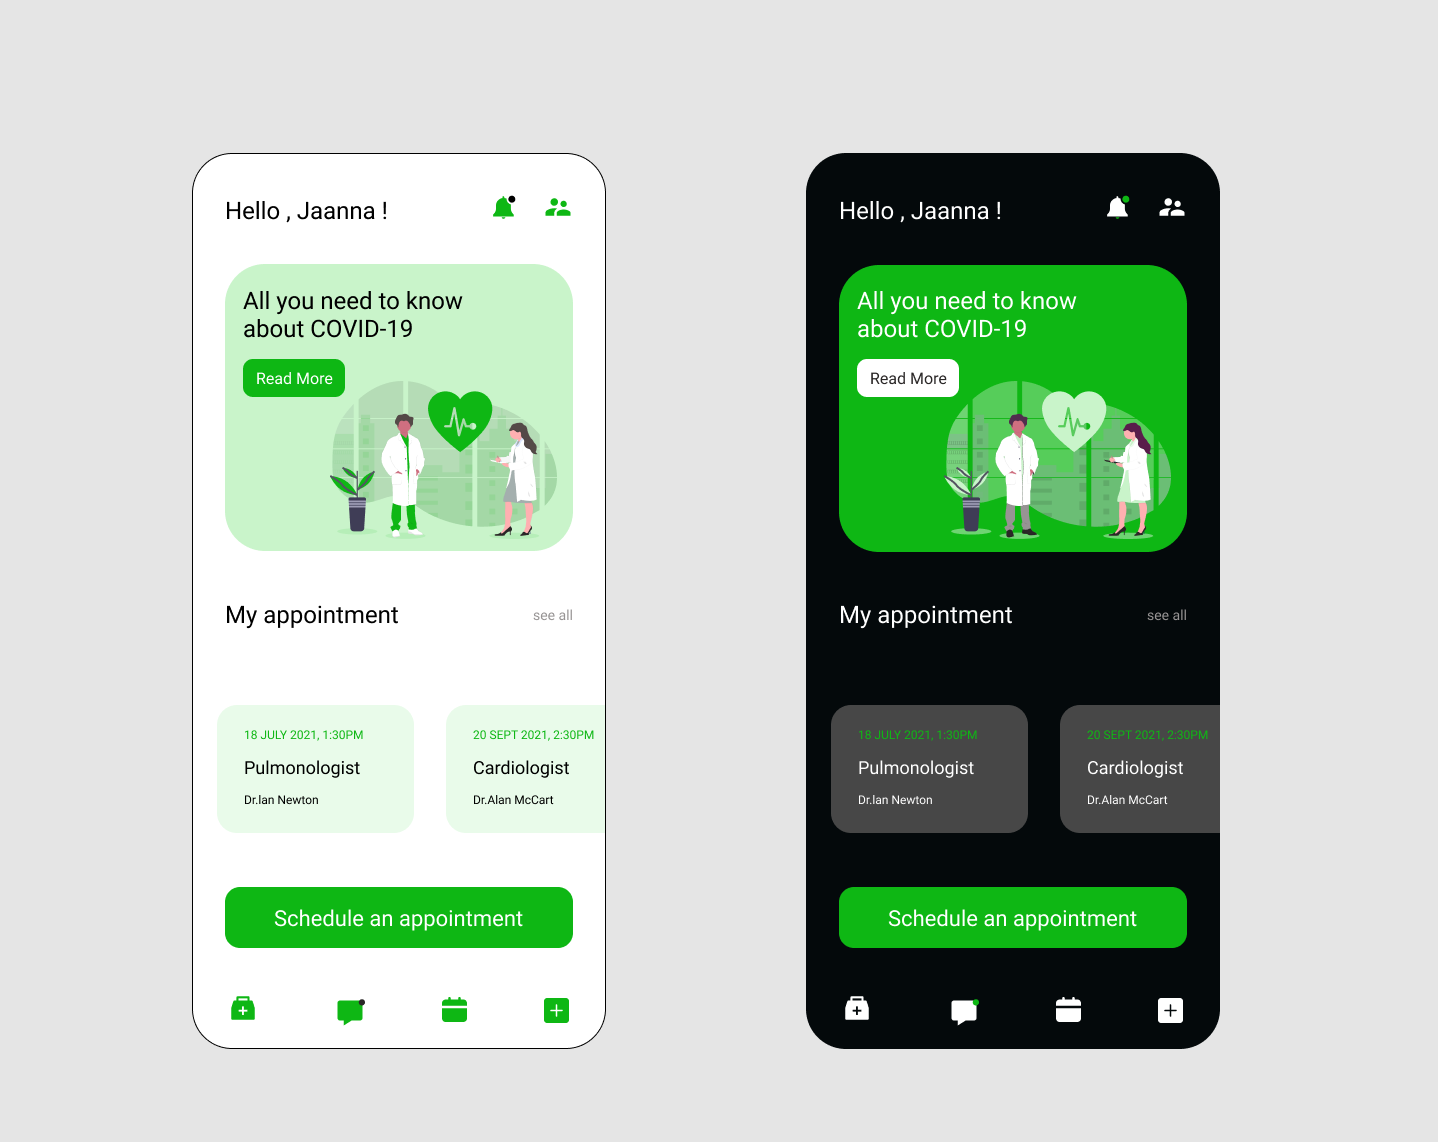 Hello , Jaanna !
All you need to know
about COVID-19
Read More
My appointment
see all
18 JULY 2021, 1:30PM
Pulmonologist
Dr.Ian Newton
20 SEPT 2021, 2:30PM
Cardiologist
Dr.Alan McCart
Schedule an appointment
Hello , Jaanna !
All you need to know
about COVID-19
Read More
My appointment
see all
18 JULY 2021, 1:30PM
Pulmonologist
Dr.Ian Newton
20 SEPT 2021, 2:30PM
Cardiologist
Dr.Alan McCart
Schedule an appointment